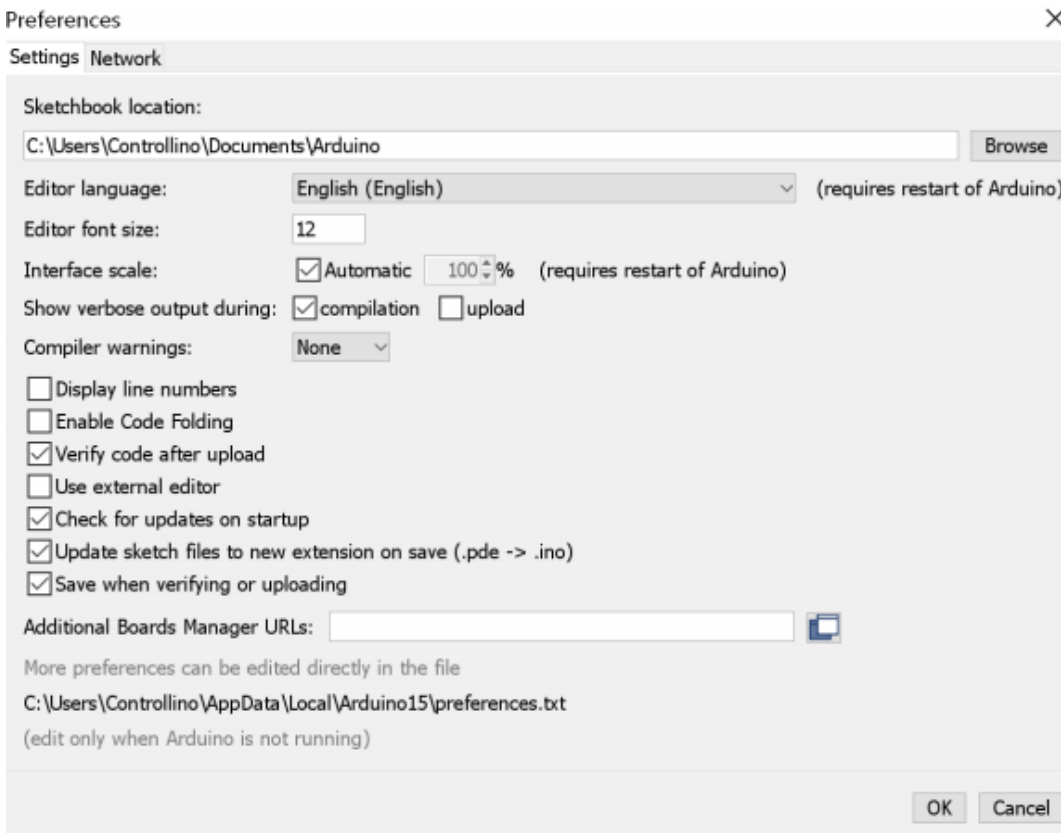 Preferences
Settings Network
Sketchbook location:
C:\Users\Controllino\Documents\Arduino Browse
Editor language: English (English) (requires restart of Arduino)
Editor font size: 12
Interface scale: Automatic 100 % (requires restart of Arduino)
Show verbose output during: compilation upload
Compiler warnings: None
Display line numbers
Enable Code Folding
Verify code after upload
Use external editor
Check for updates on startup
Update sketch files to new extension on save (.pde -> .ino)
Save when verifying or uploading
Additional Boards Manager URLs:
More preferences can be edited directly in the file
C:\Users\Controllino\AppData\Local\Arduino15\preferences.txt
(edit only when Arduino is not running)
OK Cancel